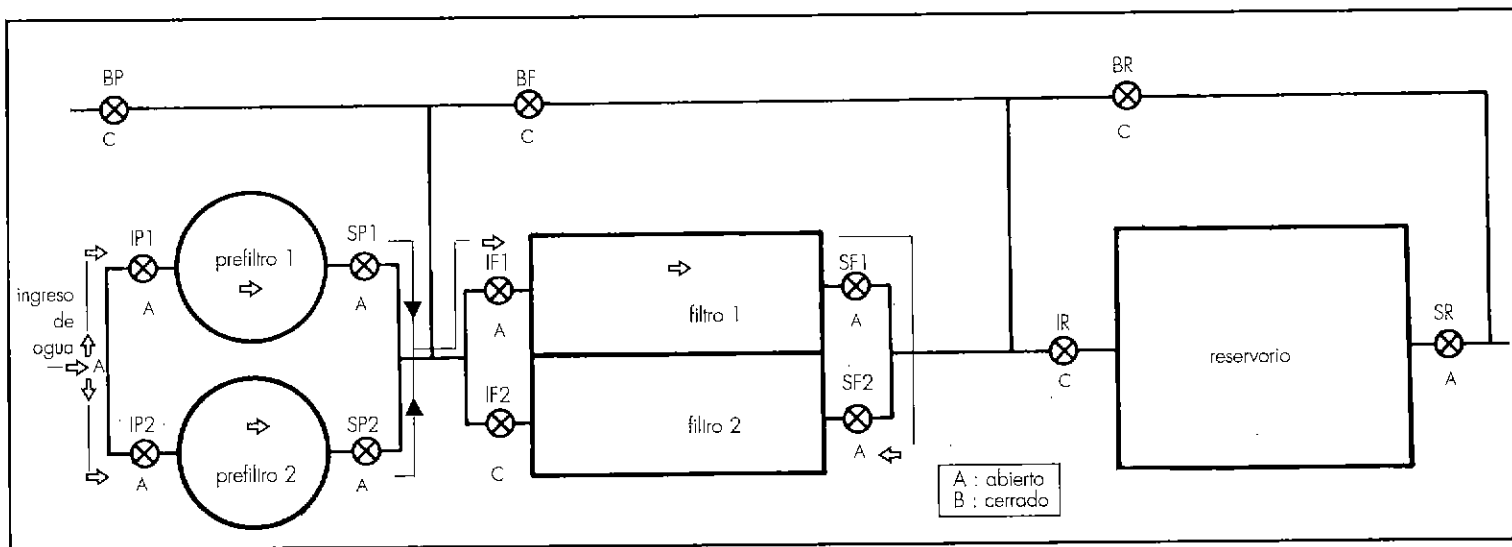 BP
C
BF
C
BR
C
IP1
A
prefiltro 1
SP1
A
ingreso
de
agua
A
IP2
A
prefiltro 2
SP2
A
IF1
A
filtro 1
SF1
A
IF2
C
filtro 2
SF2
A
IR
C
reservorio
SR
A
A : abierto
B : cerrado